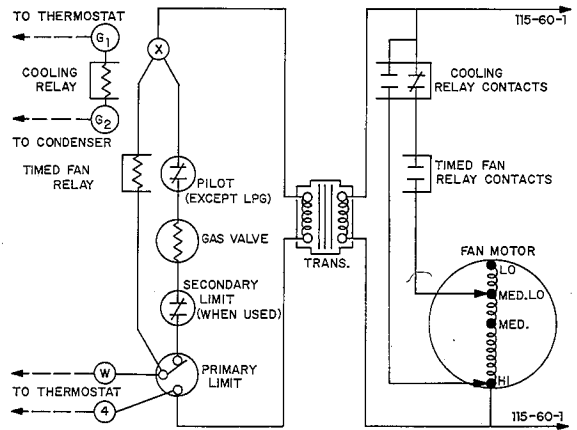 TO THERMOSTAT
G1
COOLING
RELAY
G2
TO CONDENSER
TIMED FAN
RELAY
X
PILOT
(EXCEPT LPG)
GAS VALVE
SECONDARY
LIMIT
(WHEN USED)
PRIMARY
LIMIT
W
TO THERMOSTAT
4
TRANS.
115-60-1
COOLING
RELAY CONTACTS
TIMED FAN
RELAY CONTACTS
FAN MOTOR
LO
MED.LO
MED.
HI
115-60-1